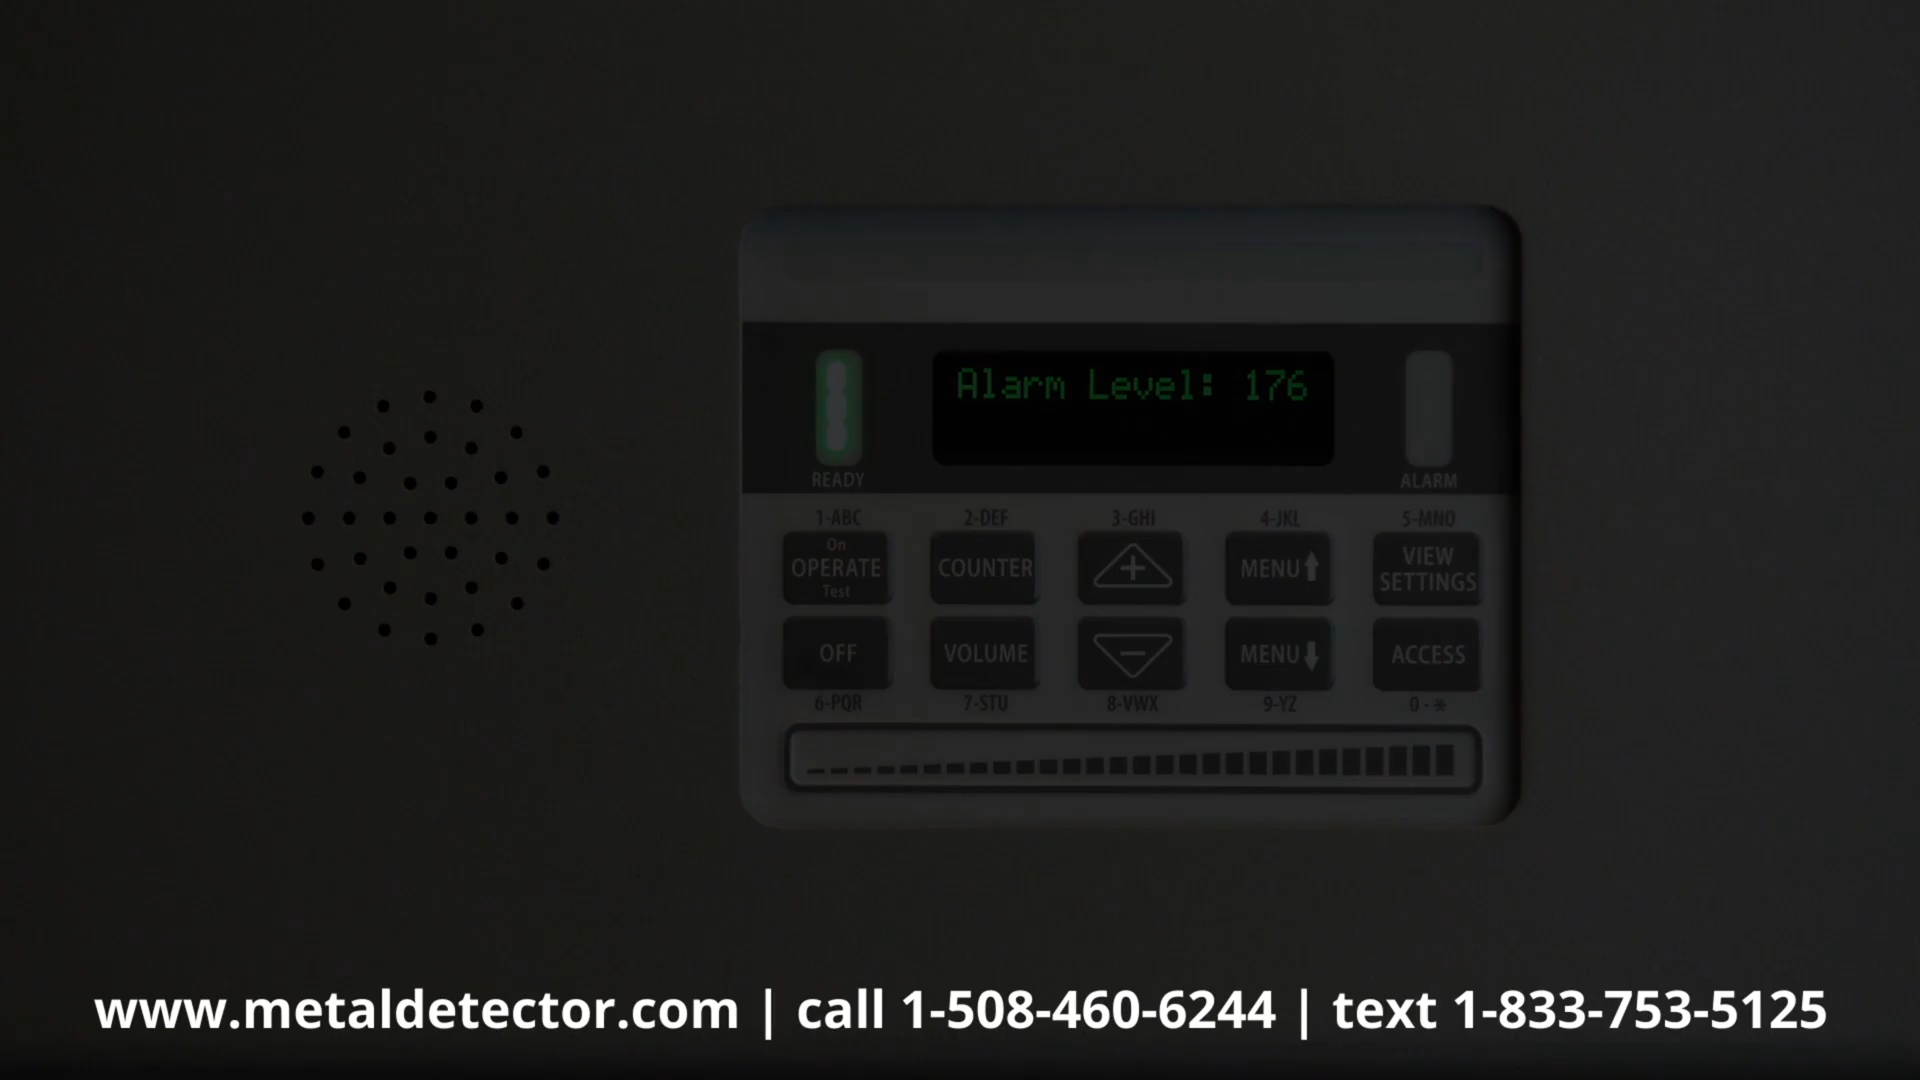 Alarm Level: 176
READY
ALARM
1-ABC 2-DEF 3-GHI 4-JKL 5-MNO
On
OPERATE
Test
COUNTER
+
MENU
VIEW
SETTINGS
OFF
VOLUME
−
MENU
ACCESS
6-PQR 7-STU 8-VWX 9-YZ 0-*
www.metaldetector.com | call 1-508-460-6244 | text 1-833-753-5125